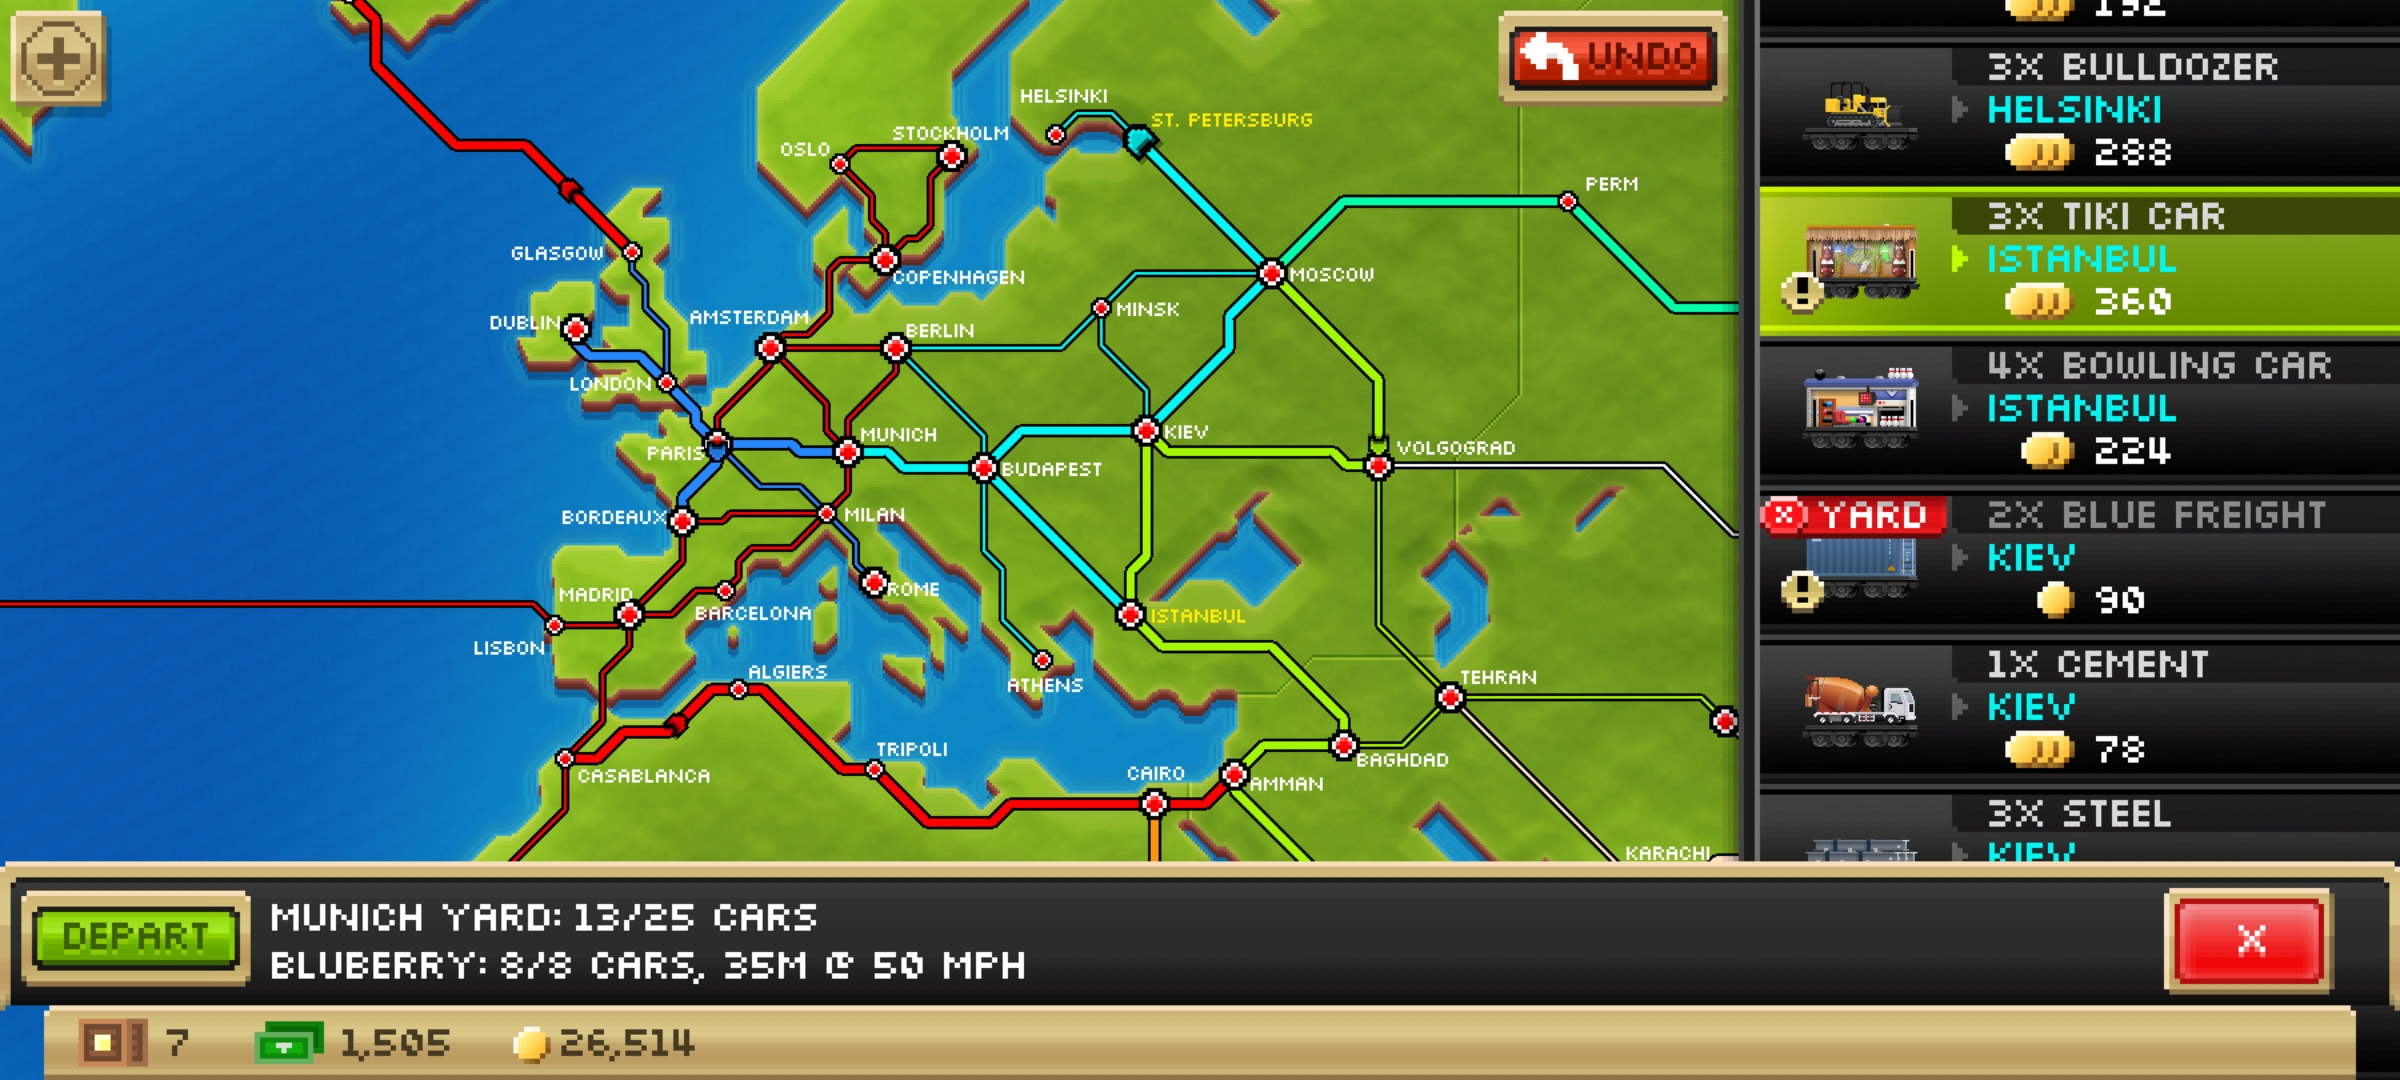 192
UNDO
3X BULLDOZER
HELSINKI
288
3X TIKI CAR
ISTANBUL
360
4X BOWLING CAR
ISTANBUL
224
YARD
2X BLUE FREIGHT
KIEV
90
1X CEMENT
KIEV
78
3X STEEL
KIEV
HELSINKI
ST. PETERSBURG
STOCKHOLM
OSLO
PERM
GLASGOW
COPENHAGEN
MOSCOW
DUBLIN
AMSTERDAM
BERLIN
MINSK
LONDON
PARIS
MUNICH
KIEV
VOLGOGRAD
BUDAPEST
BORDEAUX
MILAN
MADRID
BARCELONA
ROME
ISTANBUL
LISBON
ALGIERS
ATHENS
TEHRAN
CASABLANCA
TRIPOLI
CAIRO
AMMAN
BAGHDAD
KARACHI
DEPART
MUNICH YARD: 13/25 CARS
BLUBERRY: 8/8 CARS, 35M @ 50 MPH
X
7
1,505
26,514